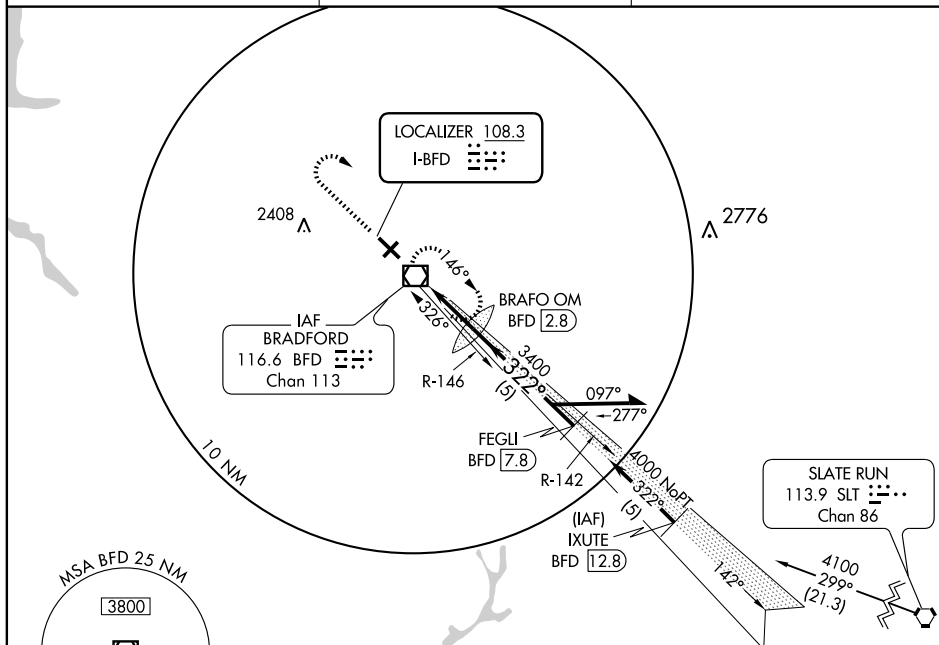 LOCALIZER 108.3
I-BFD
2408
2776
146°
BRAFO OM
BFD 2.8
IAF
BRADFORD
116.6 BFD
Chan 113
326°
R-146
3400
322°
(5)
097°
277°
FEGLI
BFD 7.8
R-142
4000 NoPT
322°
(5)
10 NM
(IAF)
IXUTE
BFD 12.8
142°
SLATE RUN
113.9 SLT
Chan 86
4100
299°
(21.3)
MSA BFD 25 NM
3800